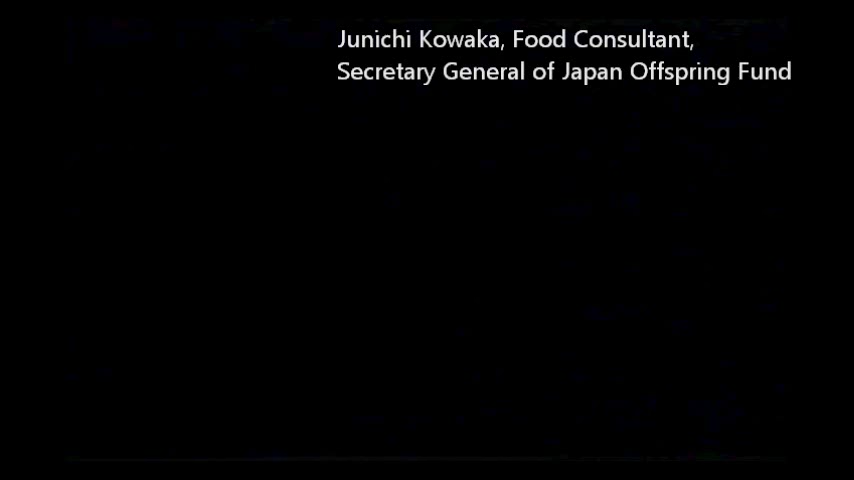 Junichi Kowaka, Food Consultant,
Secretary General of Japan Offspring Fund